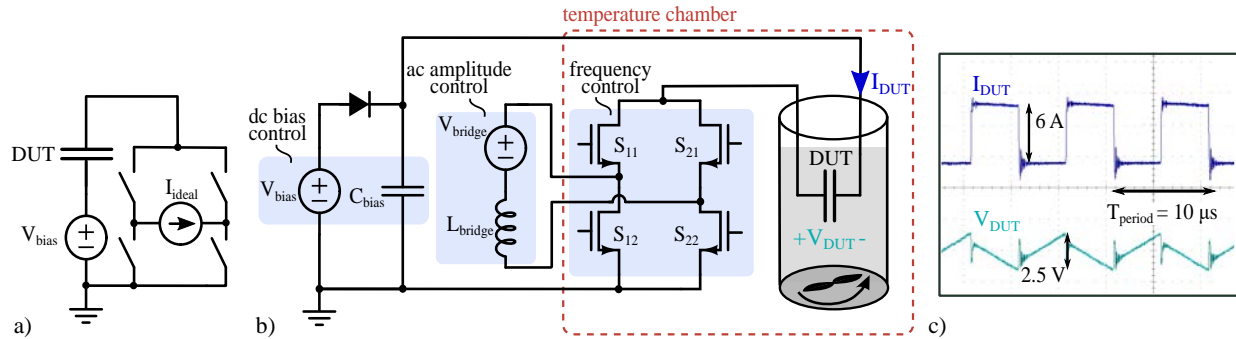 temperature chamber
ac amplitude
control
frequency
control
I_DUT
I_DUT
6 A
dc bias
control
V_bridge
DUT
I_ideal
S_11
S_21
DUT
V_bias
C_bias
V_bias
L_bridge
S_12
S_22
+V_DUT -
T_period = 10 μs
V_DUT
2.5 V
a)
b)
c)